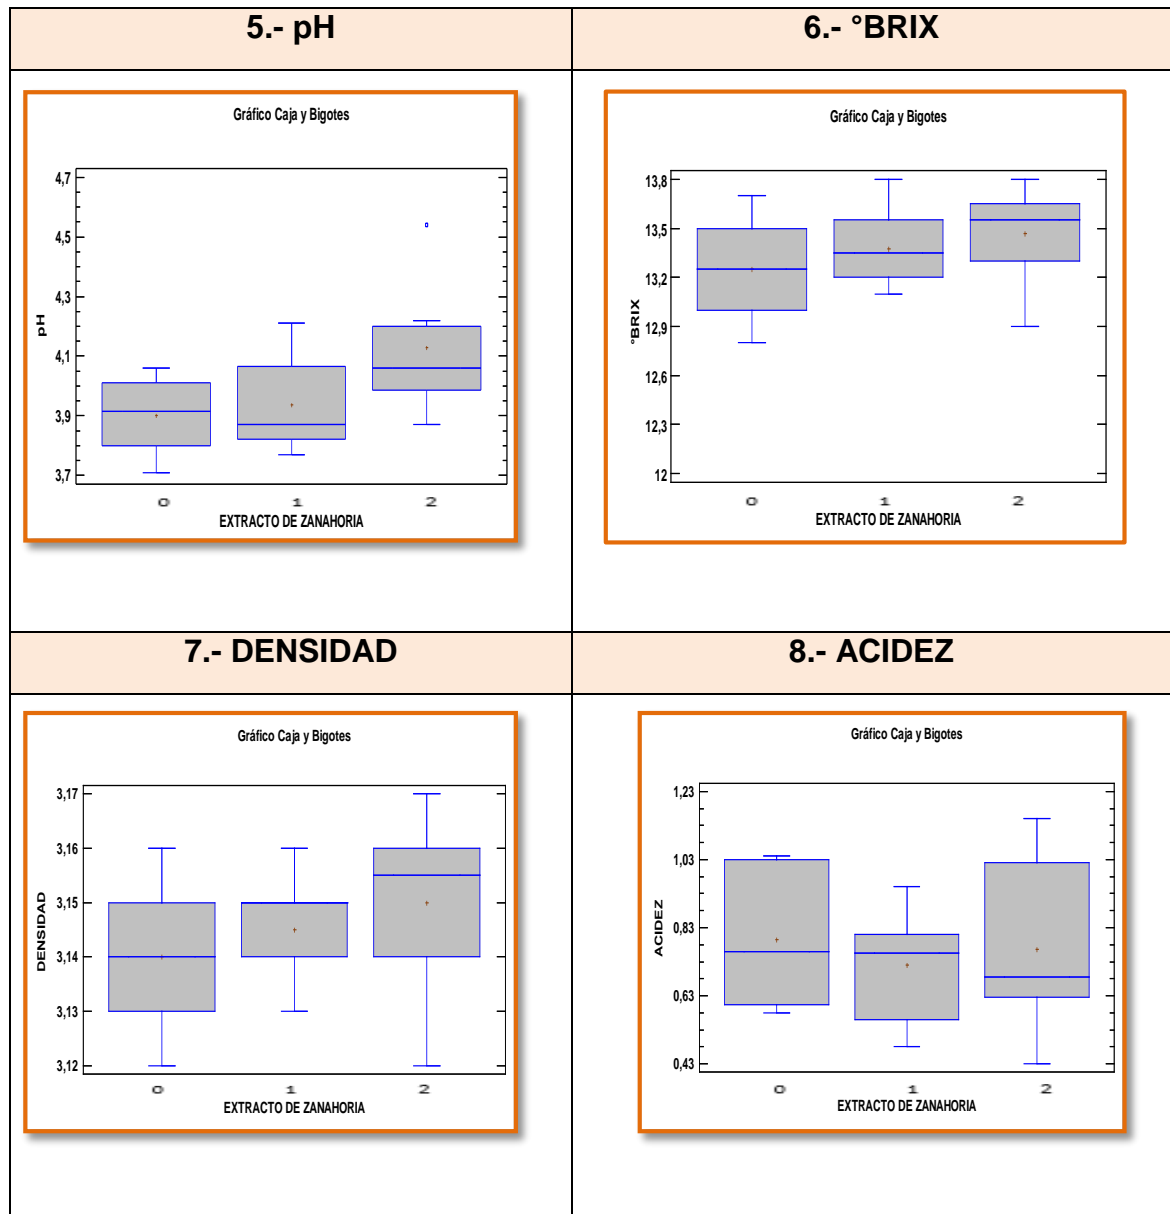 5.- pH
6.- °BRIX
Gráfico Caja y Bigotes
4,7
4,5
4,3
4,1
3,9
3,7
pH
0 1 2
EXTRACTO DE ZANAHORIA
Gráfico Caja y Bigotes
13,8
13,5
13,2
12,9
12,6
12,3
12
°BRIX
0 1 2
EXTRACTO DE ZANAHORIA
7.- DENSIDAD
8.- ACIDEZ
Gráfico Caja y Bigotes
3,17
3,16
3,15
3,14
3,13
3,12
DENSIDAD
0 1 2
EXTRACTO DE ZANAHORIA
Gráfico Caja y Bigotes
1,23
1,03
0,83
0,63
0,43
ACIDEZ
0 1 2
EXTRACTO DE ZANAHORIA